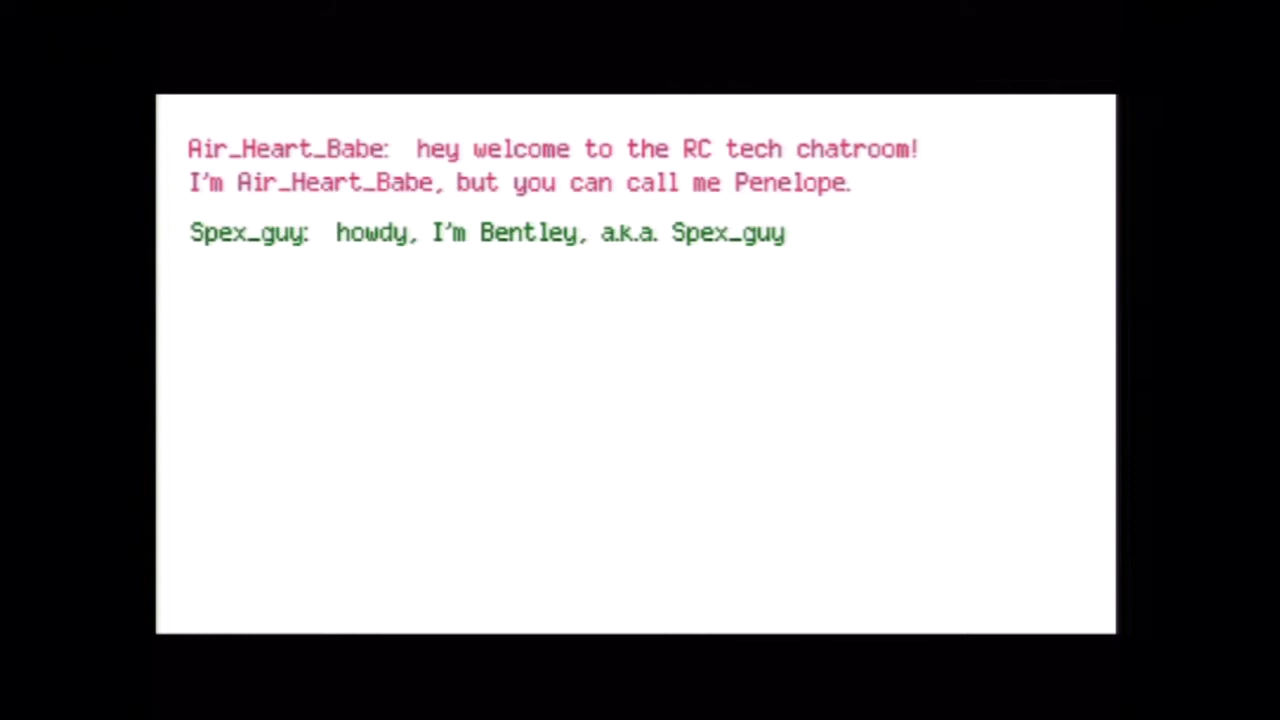 Air_Heart_Babe:  hey welcome to the RC tech chatroom!
I'm Air_Heart_Babe, but you can call me Penelope.
Spex_guy:  howdy, I'm Bentley, a.k.a. Spex_guy